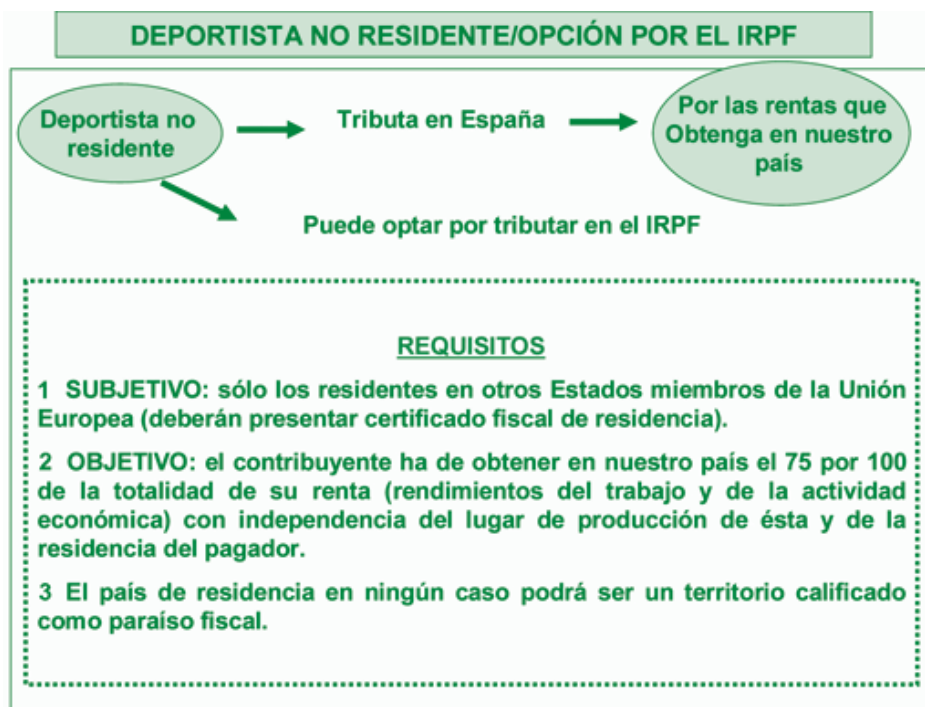 DEPORTISTA NO RESIDENTE/OPCIÓN POR EL IRPF
Deportista no
residente
Tributa en España
Por las rentas que
Obtenga en nuestro
país
Puede optar por tributar en el IRPF
REQUISITOS
1 SUBJETIVO: sólo los residentes en otros Estados miembros de la Unión
Europea (deberán presentar certificado fiscal de residencia).
2 OBJETIVO: el contribuyente ha de obtener en nuestro país el 75 por 100
de la totalidad de su renta (rendimientos del trabajo y de la actividad
económica) con independencia del lugar de producción de ésta y de la
residencia del pagador.
3 El país de residencia en ningún caso podrá ser un territorio calificado
como paraíso fiscal.